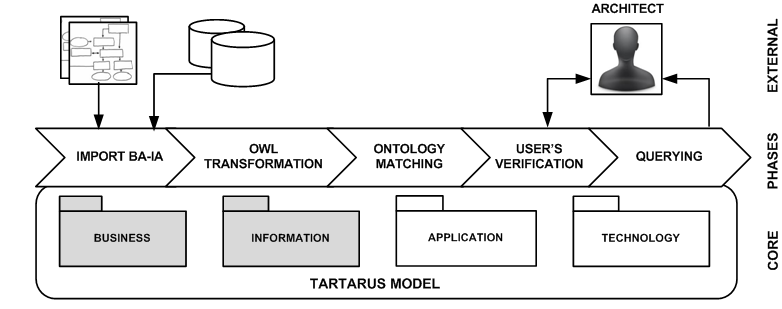 ARCHITECT
EXTERNAL
IMPORT BA-IA
OWL
TRANSFORMATION
ONTOLOGY
MATCHING
USER'S
VERIFICATION
QUERYING
PHASES
BUSINESS
INFORMATION
APPLICATION
TECHNOLOGY
CORE
TARTARUS MODEL